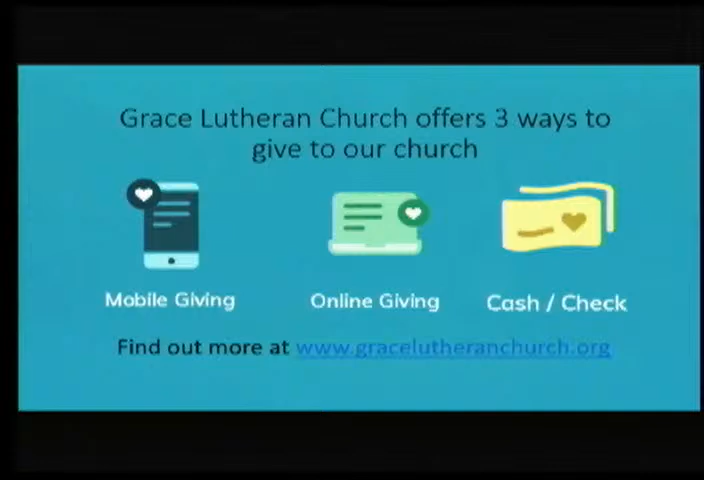 Grace Lutheran Church offers 3 ways to
give to our church
Mobile Giving
Online Giving
Cash / Check
Find out more at www.gracelutheranchurch.org